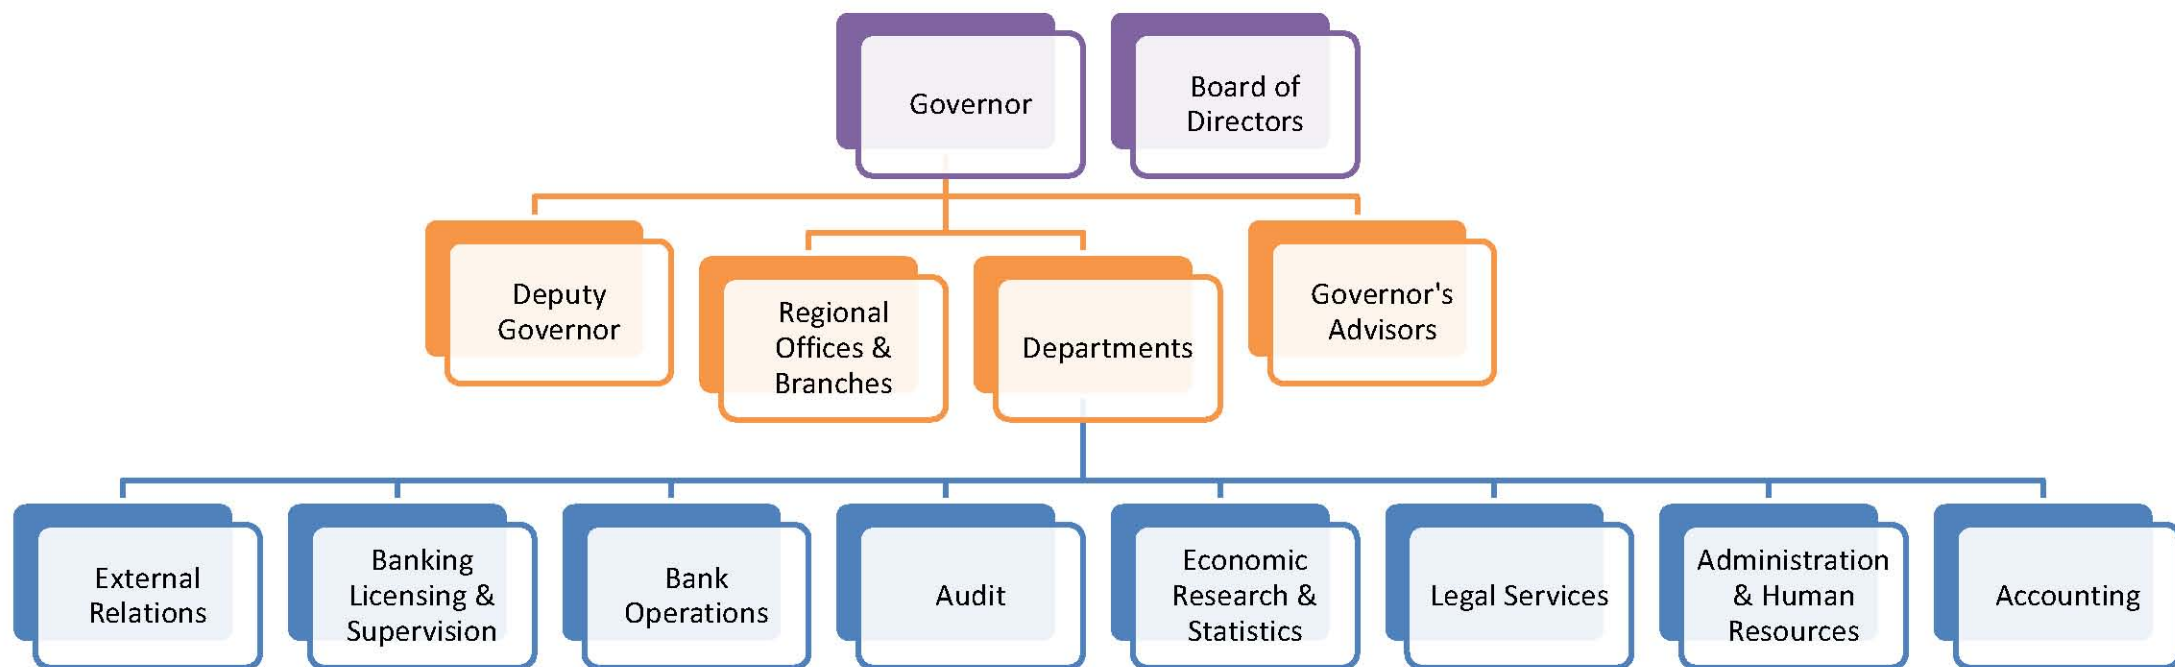 Governor
Board of
Directors
Deputy
Governor
Regional
Offices &
Branches
Departments
Governor's
Advisors
External
Relations
Banking
Licensing &
Supervision
Bank
Operations
Audit
Economic
Research &
Statistics
Legal Services
Administration
& Human
Resources
Accounting